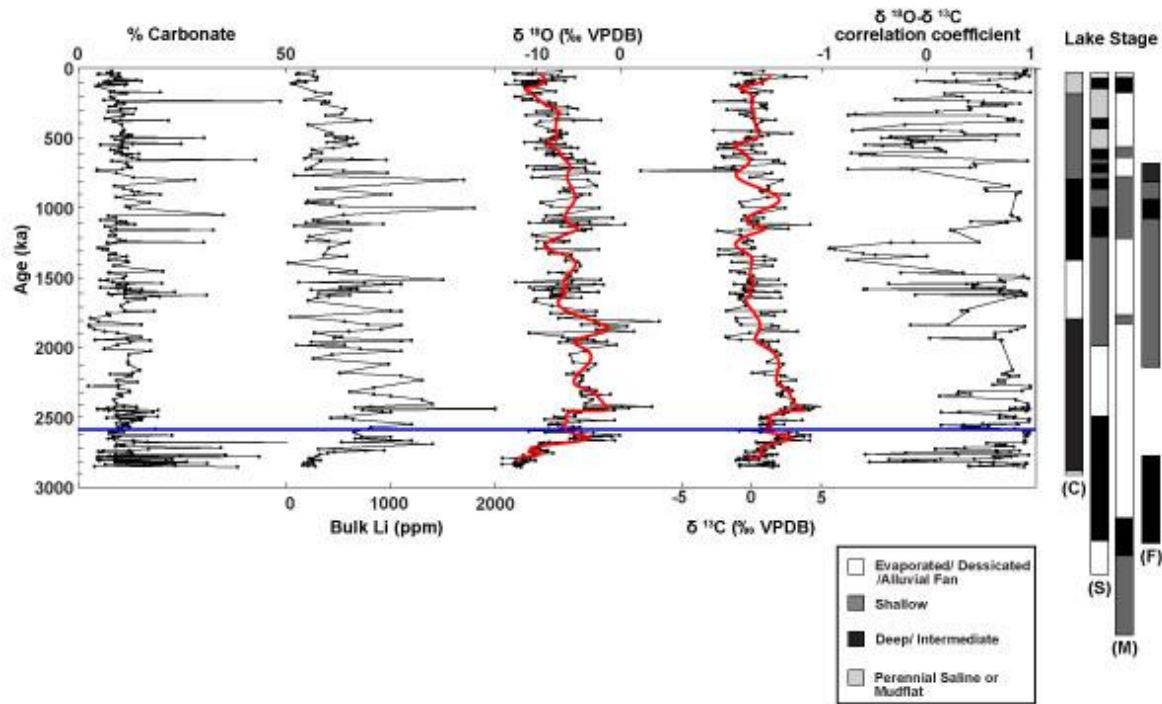 % Carbonate
δ ¹⁸O (‰ VPDB)
δ ¹⁸O-δ ¹³C
correlation coefficient
Lake Stage
0
50
-10
0
-1
0
1
0
500
1000
1500
2000
2500
3000
Age (ka)
0
1000
2000
-5
0
5
Bulk Li (ppm)
δ ¹³C (‰ VPDB)
(C)
(S)
(M)
(F)
Evaporated/ Dessicated
/Alluvial Fan
Shallow
Deep/ Intermediate
Perennial Saline or
Mudflat